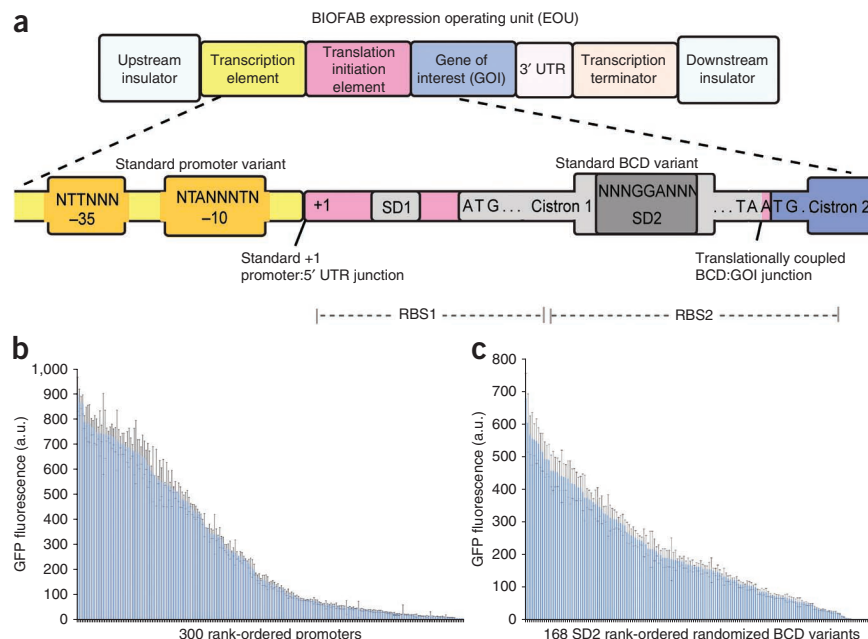 a
BIOFAB expression operating unit (EOU)
Upstream insulator
Transcription element
Translation initiation element
Gene of interest (GOI)
3′ UTR
Transcription terminator
Downstream insulator
Standard promoter variant
Standard BCD variant
NTTNNN
–35
NTANNNTN
–10
+1
SD1
ATG... Cistron 1
NNNGGANNN
SD2
...TAATG. Cistron 2
Standard +1 promoter:5′ UTR junction
Translationally coupled BCD:GOI junction
RBS1
RBS2
b
GFP fluorescence (a.u.)
1,000
900
800
700
600
500
400
300
200
100
0
300 rank-ordered promoters
c
GFP fluorescence (a.u.)
800
700
600
500
400
300
200
100
0
168 SD2 rank-ordered randomized BCD variants